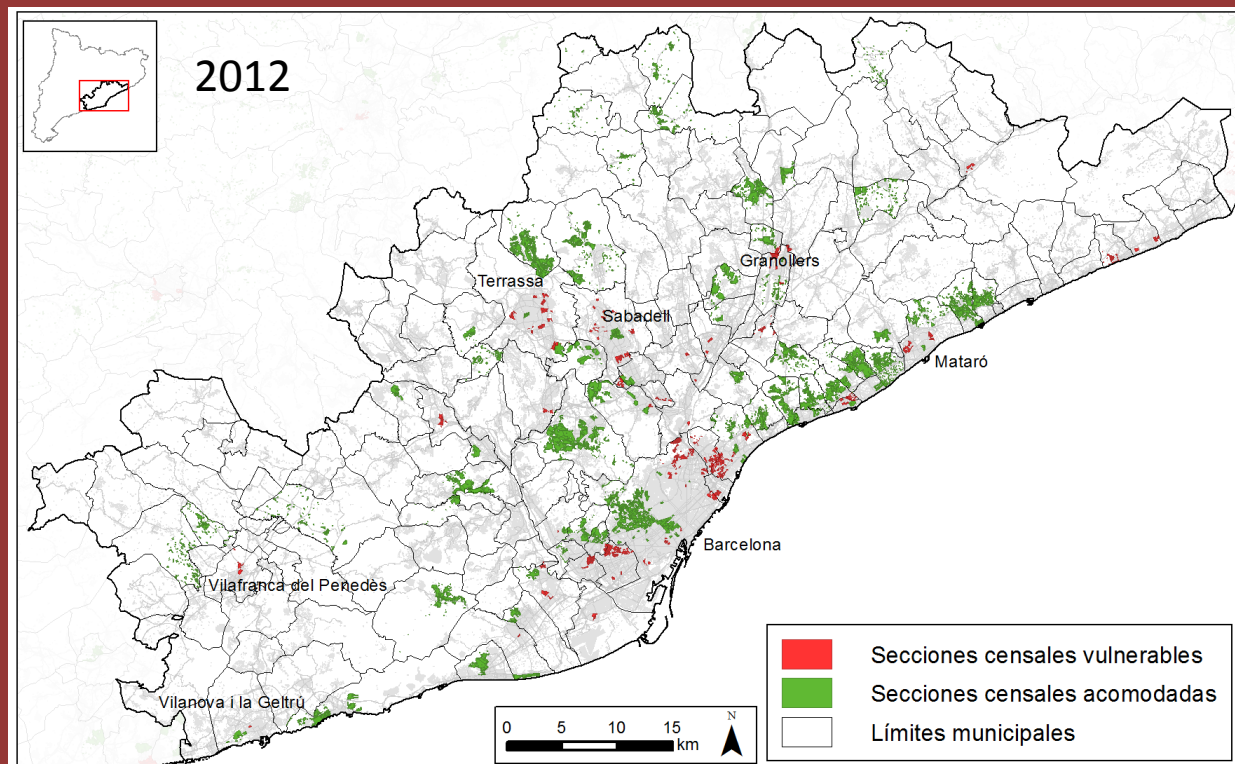 2012
Granollers
Terrassa
Sabadell
Mataró
Barcelona
Vilafranca del Penedès
Vilanova i la Geltrú
0 5 10 15
km
N
Secciones censales vulnerables
Secciones censales acomodadas
Límites municipales